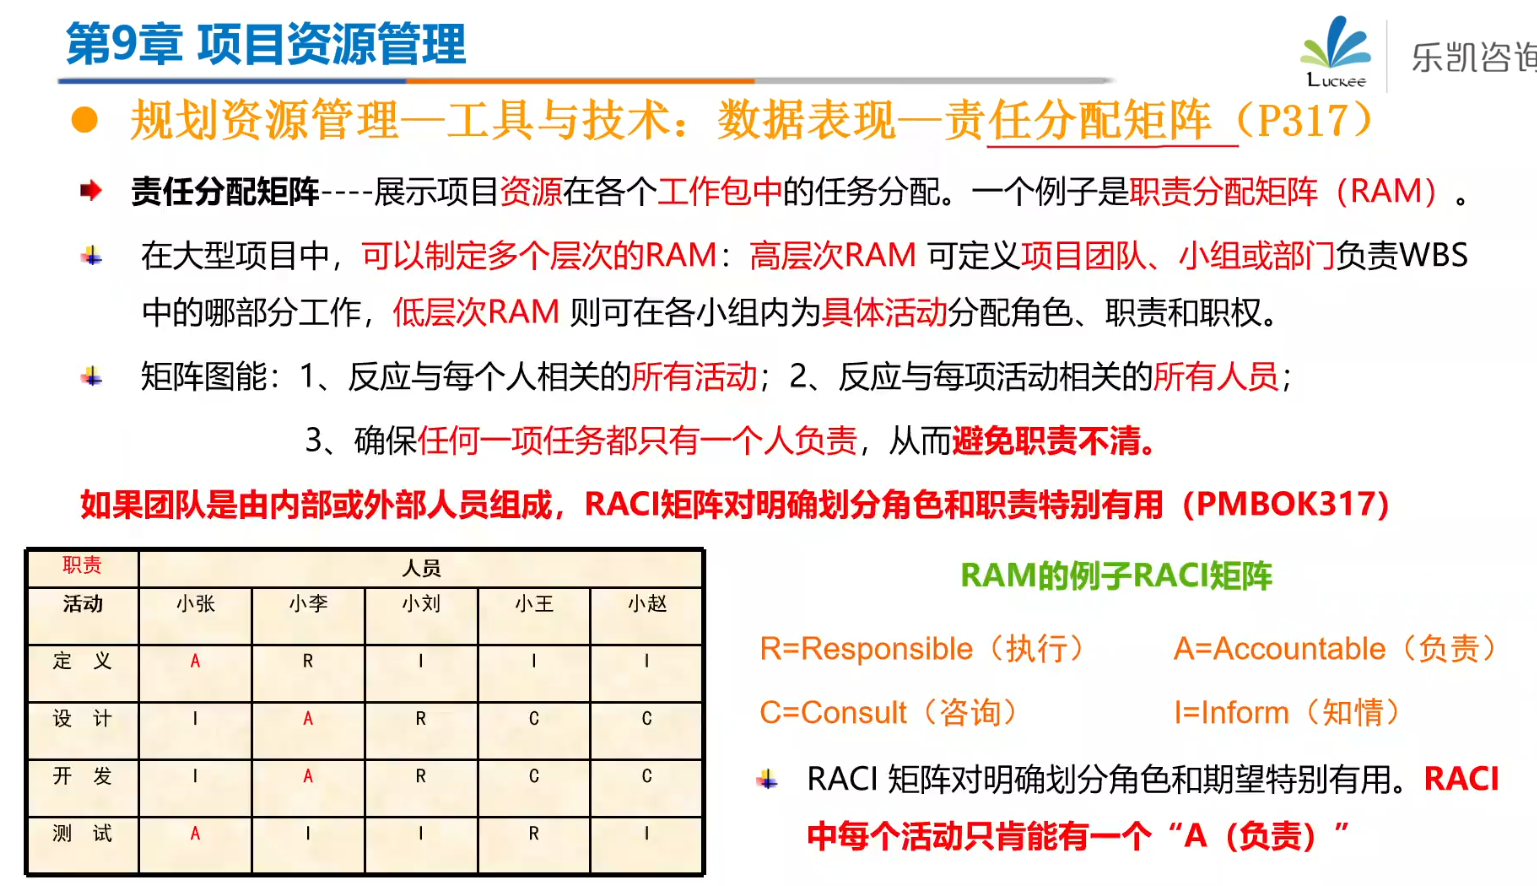 第9章 项目资源管理
Luckee 乐凯咨询
规划资源管理—工具与技术：数据表现—责任分配矩阵（P317）
责任分配矩阵----展示项目资源在各个工作包中的任务分配。一个例子是职责分配矩阵（RAM）。
在大型项目中，可以制定多个层次的RAM：高层次RAM 可定义项目团队、小组或部门负责WBS
中的哪部分工作，低层次RAM 则可在各小组内为具体活动分配角色、职责和职权。
矩阵图能：1、反应与每个人相关的所有活动；2、反应与每项活动相关的所有人员；
3、确保任何一项任务都只有一个人负责，从而避免职责不清。
如果团队是由内部或外部人员组成，RACI矩阵对明确划分角色和职责特别有用（PMBOK317）
职责 人员
活动 小张 小李 小刘 小王 小赵
定 义 A R I I I
设 计 I A R C C
开 发 I A R C C
测 试 A I I R I
RAM的例子RACI矩阵
R=Responsible（执行） A=Accountable（负责）
C=Consult（咨询） I=Inform（知情）
RACI 矩阵对明确划分角色和期望特别有用。RACI
中每个活动只肯能有一个“A（负责）”